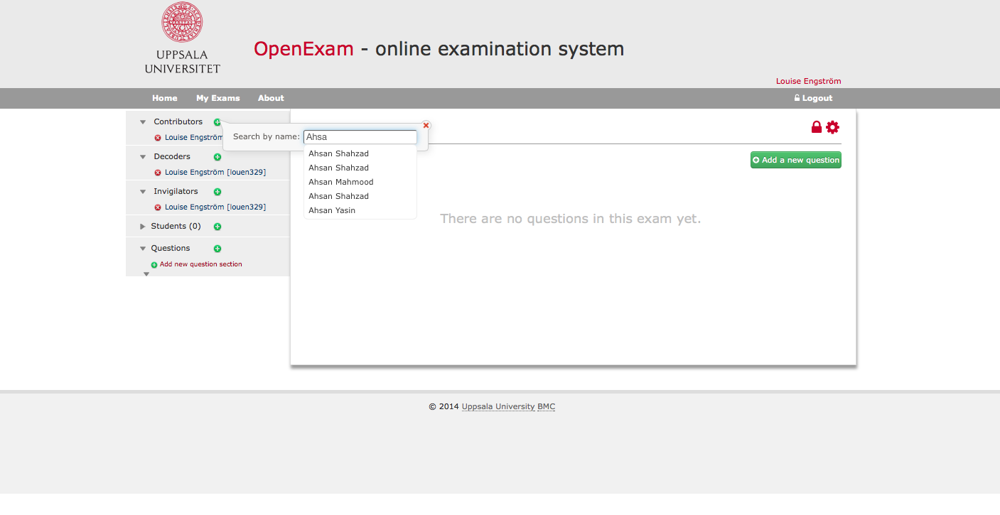 UPPSALA
UNIVERSITET
OpenExam - online examination system
Louise Engström
Home My Exams About Logout
Contributors
Louise Engström
Search by name: Ahsa
Ahsan Shahzad
Ahsan Shahzad
Ahsan Mahmood
Ahsan Shahzad
Ahsan Yasin
Decoders
Louise Engström [louen329]
Invigilators
Louise Engström [louen329]
Students (0)
Questions
Add new question section
Add a new question
There are no questions in this exam yet.
© 2014 Uppsala University BMC